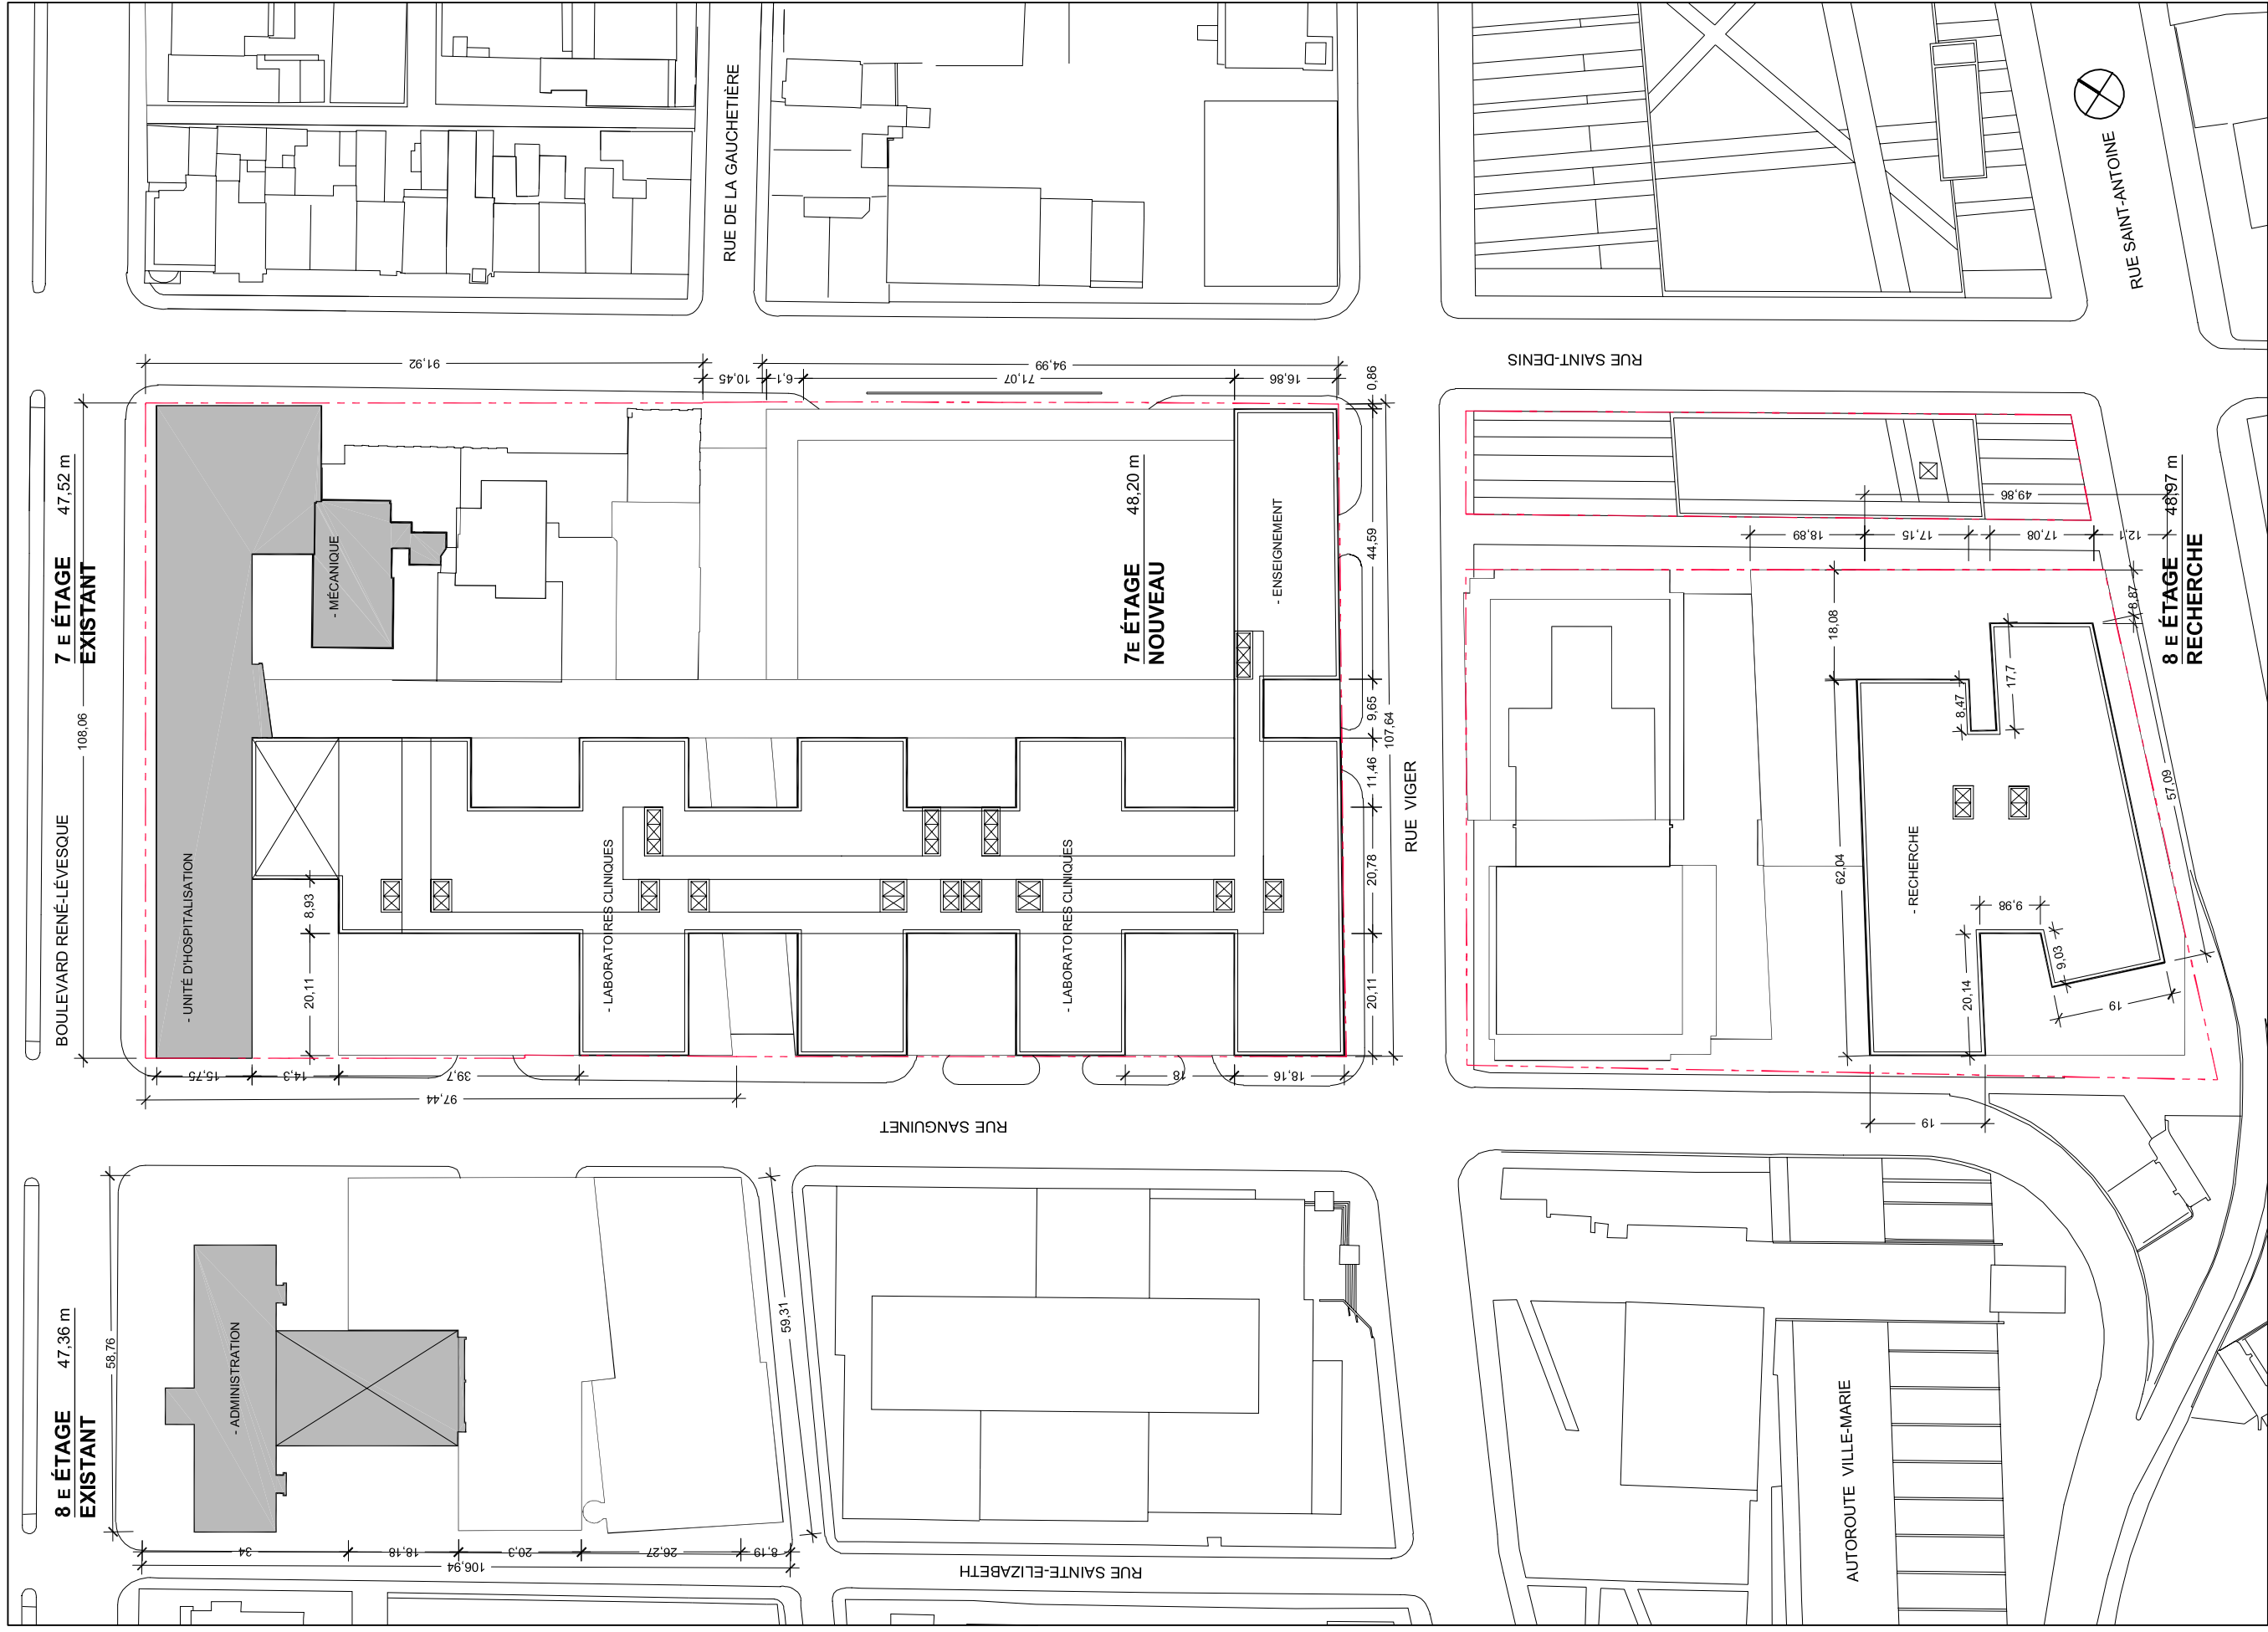 RUE DE LA GAUCHETIÈRE
RUE SAINT-ANTOINE
RUE SAINT-DENIS
91,92
94,99
10,45
6,1
71,07
16,86
0,86
7 E ÉTAGE 47,52 m
EXISTANT
108,06
BOULEVARD RENÉ-LÉVESQUE
- UNITÉ D'HOSPITALISATION
- MÉCANIQUE
7E ÉTAGE 48,20 m
NOUVEAU
- ENSEIGNEMENT
44,59
9,65
107,64
11,46
20,78
20,11
RUE VIGER
8,93
20,11
- LABORATOIRES CLINIQUES
- LABORATOIRES CLINIQUES
15,75
14,3
39,7
18
18,16
97,44
RUE SANGUINET
8 E ÉTAGE 48,97 m
RECHERCHE
49,86
18,89
17,15
17,08
12,1
8,87
18,08
8,47
17,7
57,09
62,04
- RECHERCHE
9,98
9,03
20,14
19
19
8 E ÉTAGE 47,36 m
EXISTANT
58,76
- ADMINISTRATION
59,31
34
18,18
20,3
26,27
8,19
106,94
RUE SAINTE-ELIZABETH
AUTOROUTE VILLE-MARIE